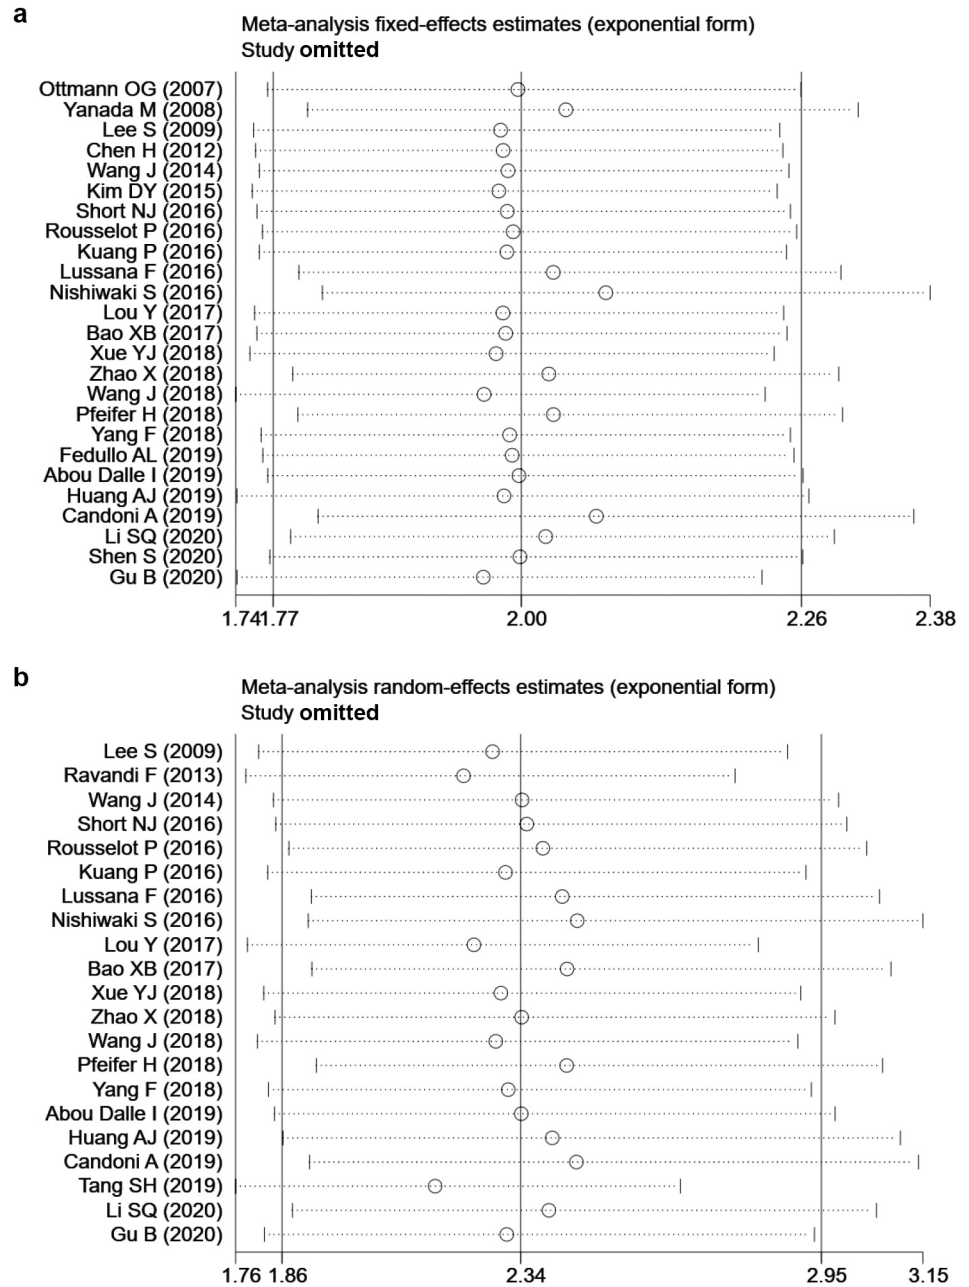 a
Meta-analysis fixed-effects estimates (exponential form)
Study omitted
Ottmann OG (2007)
Yanada M (2008)
Lee S (2009)
Chen H (2012)
Wang J (2014)
Kim DY (2015)
Short NJ (2016)
Rousselot P (2016)
Kuang P (2016)
Lussana F (2016)
Nishiwaki S (2016)
Lou Y (2017)
Bao XB (2017)
Xue YJ (2018)
Zhao X (2018)
Wang J (2018)
Pfeifer H (2018)
Yang F (2018)
Fedullo AL (2019)
Abou Dalle I (2019)
Huang AJ (2019)
Candoni A (2019)
Li SQ (2020)
Shen S (2020)
Gu B (2020)
1.74 1.77 2.00 2.26 2.38
b
Meta-analysis random-effects estimates (exponential form)
Study omitted
Lee S (2009)
Ravandi F (2013)
Wang J (2014)
Short NJ (2016)
Rousselot P (2016)
Kuang P (2016)
Lussana F (2016)
Nishiwaki S (2016)
Lou Y (2017)
Bao XB (2017)
Xue YJ (2018)
Zhao X (2018)
Wang J (2018)
Pfeifer H (2018)
Yang F (2018)
Abou Dalle I (2019)
Huang AJ (2019)
Candoni A (2019)
Tang SH (2019)
Li SQ (2020)
Gu B (2020)
1.76 1.86 2.34 2.95 3.15